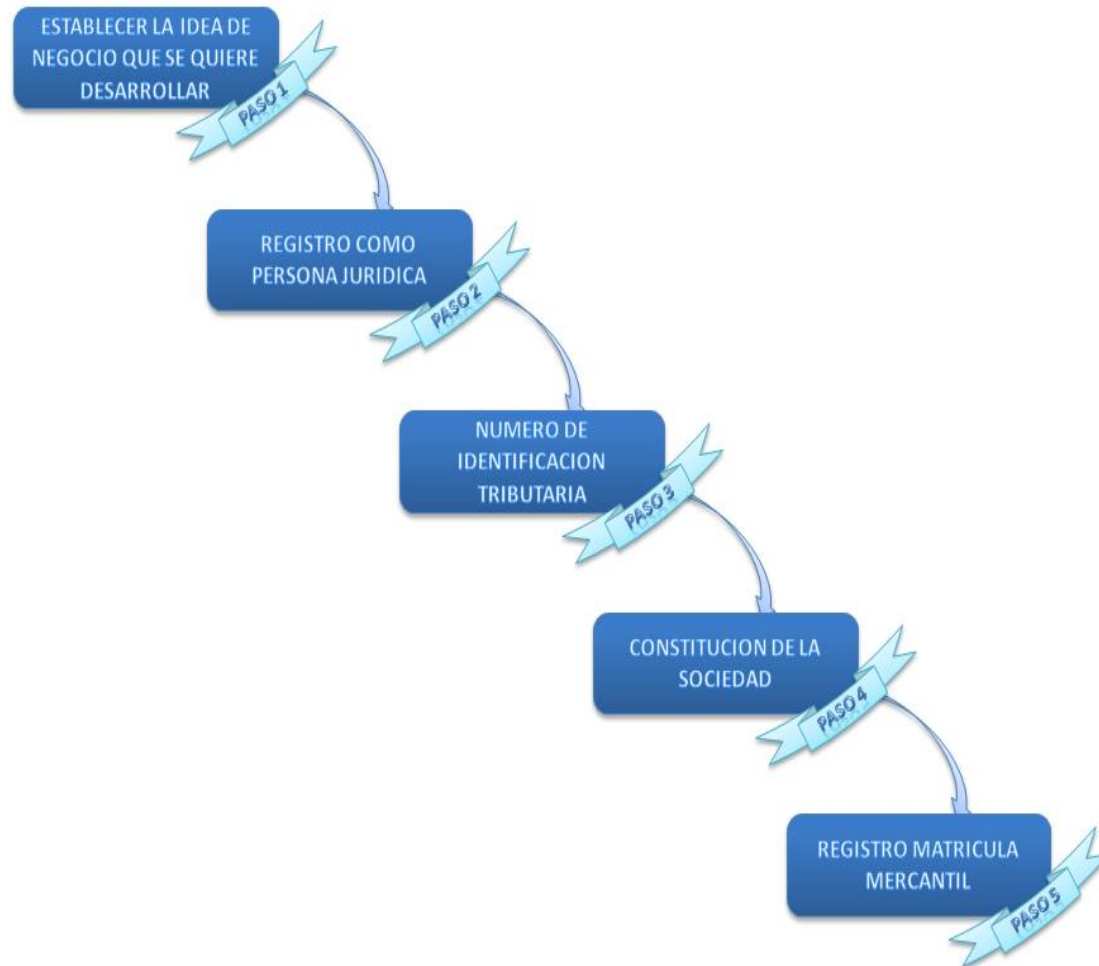 ESTABLECER LA IDEA DE
NEGOCIO QUE SE QUIERE
DESARROLLAR
PASO 1
REGISTRO COMO
PERSONA JURIDICA
PASO 2
NUMERO DE
IDENTIFICACION
TRIBUTARIA
PASO 3
CONSTITUCION DE LA
SOCIEDAD
PASO 4
REGISTRO MATRICULA
MERCANTIL
PASO 5